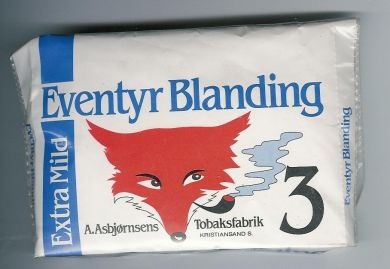 Eventyr Blanding
Extra Mild
A.Asbjørnsens Tobaksfabrik
KRISTIANSAND S.
3
Eventyr Blanding